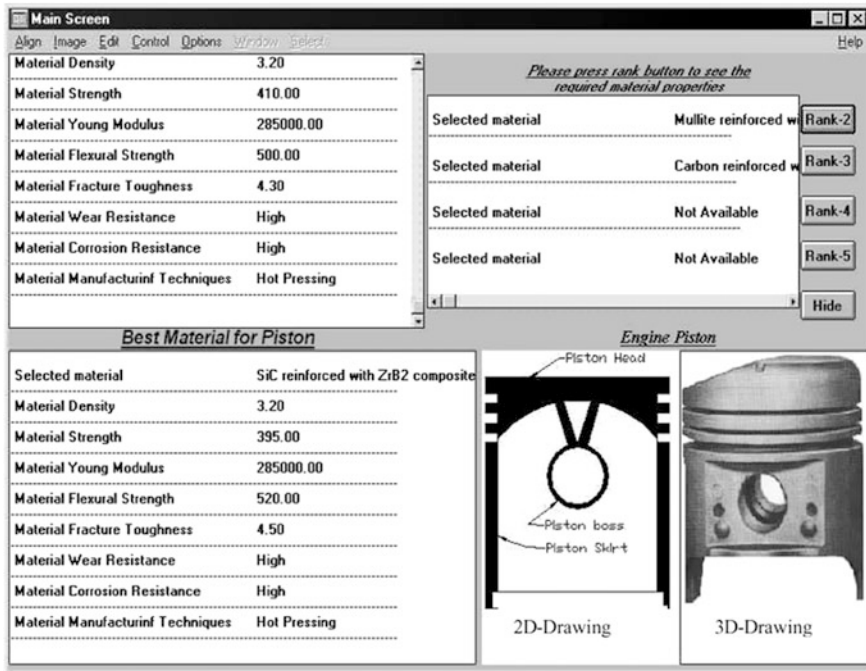 Main Screen
Align Image Edit Control Options Window Select Help
Material Density 3.20
Material Strength 410.00
Material Young Modulus 285000.00
Material Flexural Strength 500.00
Material Fracture Toughness 4.30
Material Wear Resistance High
Material Corrosion Resistance High
Material Manufacturinf Techniques Hot Pressing
Please press rank button to see the
required material properties
Selected material Mullite reinforced wi Rank-2
Selected material Carbon reinforced w Rank-3
Selected material Not Available Rank-4
Selected material Not Available Rank-5
Hide
Best Material for Piston
Selected material SiC reinforced with ZrB2 composite
Material Density 3.20
Material Strength 395.00
Material Young Modulus 285000.00
Material Flexural Strength 520.00
Material Fracture Toughness 4.50
Material Wear Resistance High
Material Corrosion Resistance High
Material Manufacturinf Techniques Hot Pressing
Engine Piston
Piston Head
Piston boss
Piston Skirt
2D-Drawing
3D-Drawing